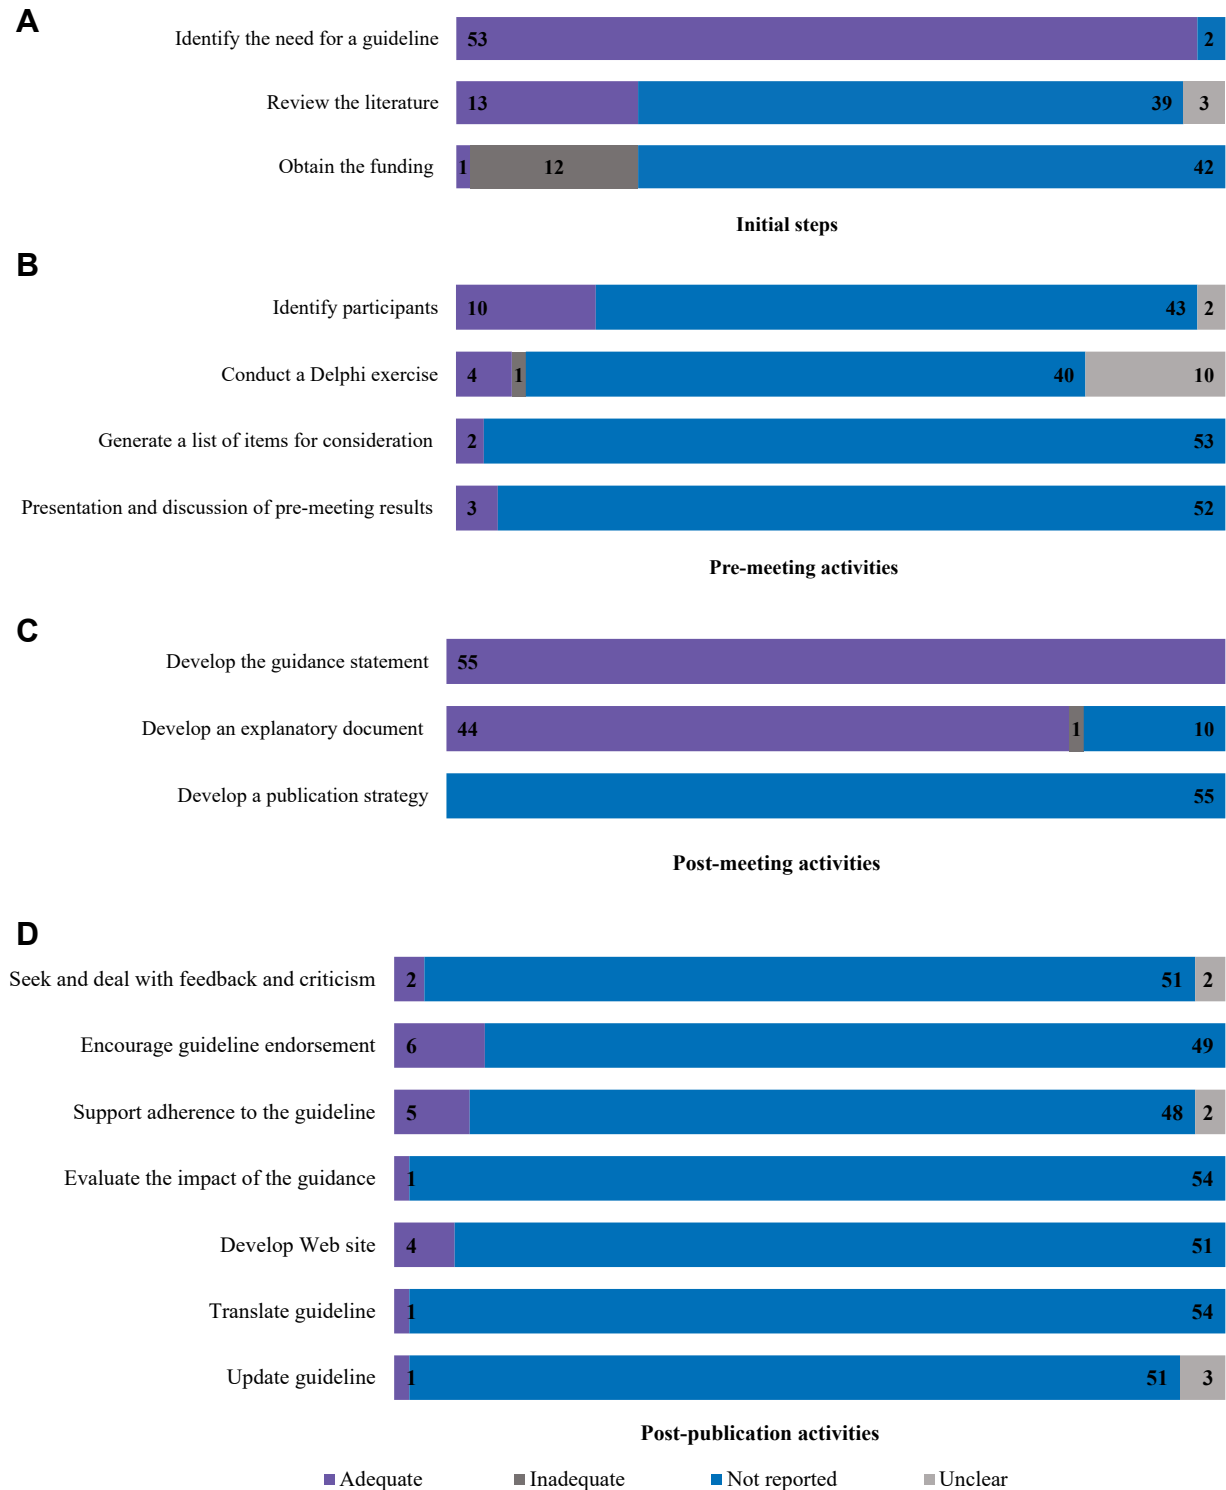 A
Identify the need for a guideline 53 2
Review the literature 13 39 3
Obtain the funding 1 12 42
Initial steps
B
Identify participants 10 43 2
Conduct a Delphi exercise 4 1 40 10
Generate a list of items for consideration 2 53
Presentation and discussion of pre-meeting results 3 52
Pre-meeting activities
C
Develop the guidance statement 55
Develop an explanatory document 44 1 10
Develop a publication strategy 55
Post-meeting activities
D
Seek and deal with feedback and criticism 2 51 2
Encourage guideline endorsement 6 49
Support adherence to the guideline 5 48 2
Evaluate the impact of the guidance 1 54
Develop Web site 4 51
Translate guideline 1 54
Update guideline 1 51 3
Post-publication activities
Adequate Inadequate Not reported Unclear